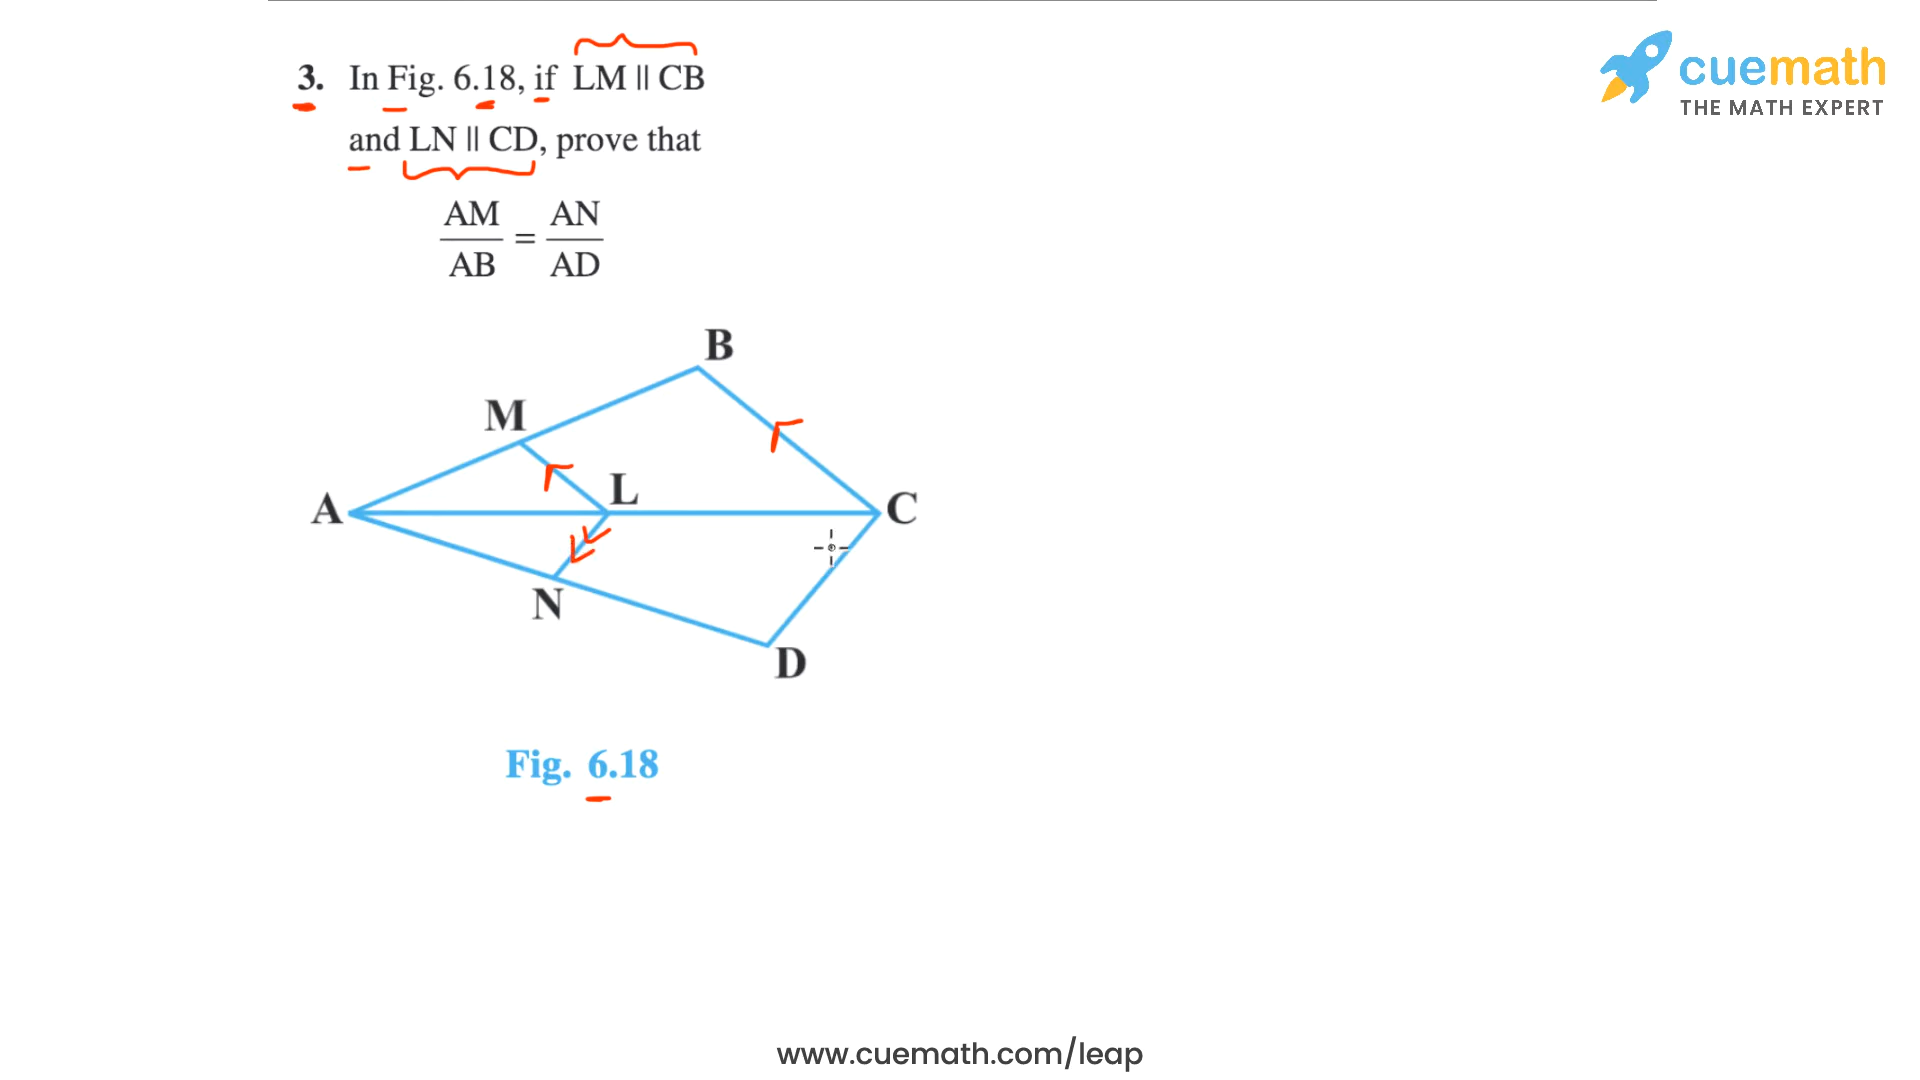 3. In Fig. 6.18, if LM || CB
and LN || CD, prove that
AM/AB = AN/AD
cuemath
THE MATH EXPERT
B
M
L
A
C
N
D
Fig. 6.18
www.cuemath.com/leap